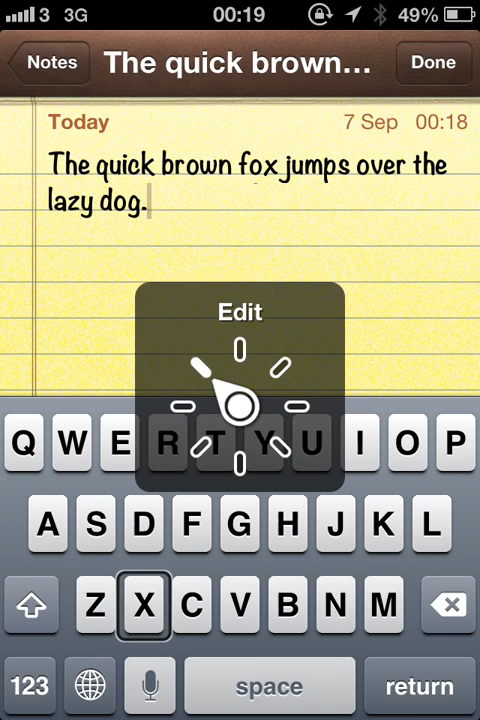 3 3G 00:19 49%
Notes The quick brown... Done
Today 7 Sep 00:18
The quick brown fox jumps over the
lazy dog.
Edit
Q W E R T Y U I O P
A S D F G H J K L
Z X C V B N M
123 space return